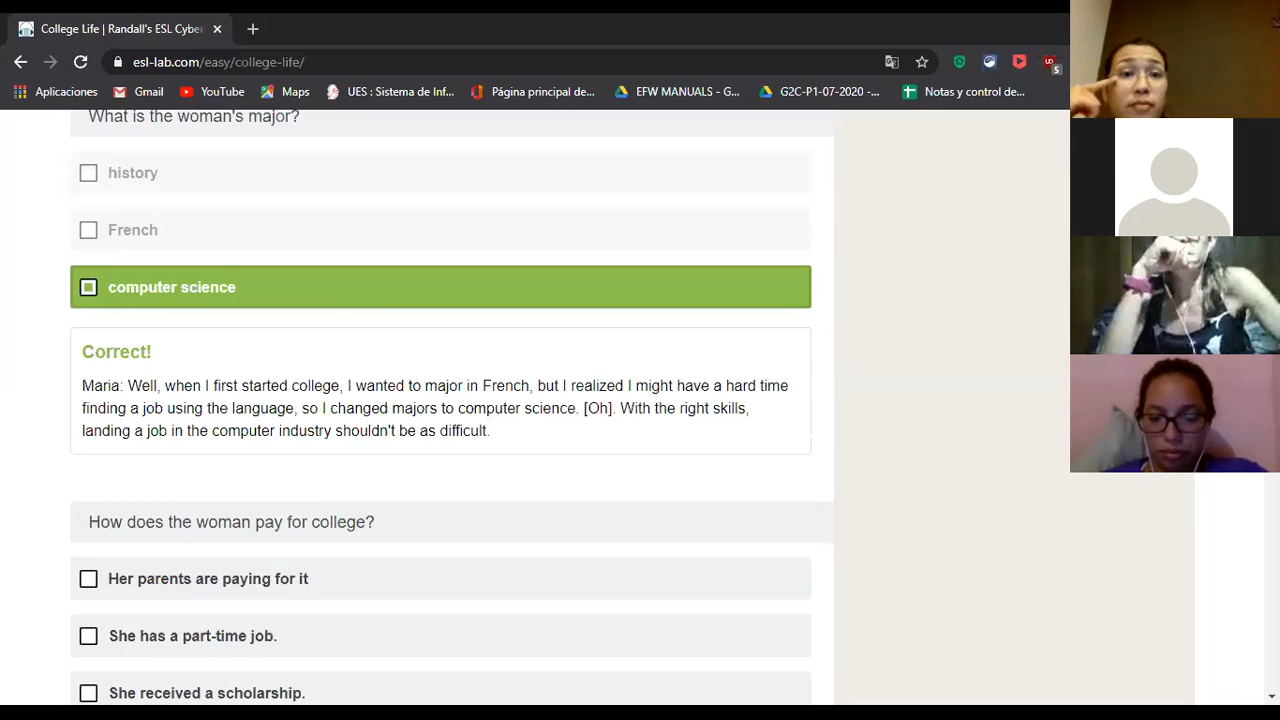 College Life | Randall's ESL Cyber
esl-lab.com/easy/college-life/
5
Aplicaciones
Gmail
YouTube
Maps
UES : Sistema de Inf...
Página principal de...
EFW MANUALS - G...
G2C-P1-07-2020 -...
Notas y control de...
What is the woman's major?
history
French
computer science
Correct!
Maria: Well, when I first started college, I wanted to major in French, but I realized I might have a hard time
finding a job using the language, so I changed majors to computer science. [Oh]. With the right skills,
landing a job in the computer industry shouldn't be as difficult.
How does the woman pay for college?
Her parents are paying for it
She has a part-time job.
She received a scholarship.